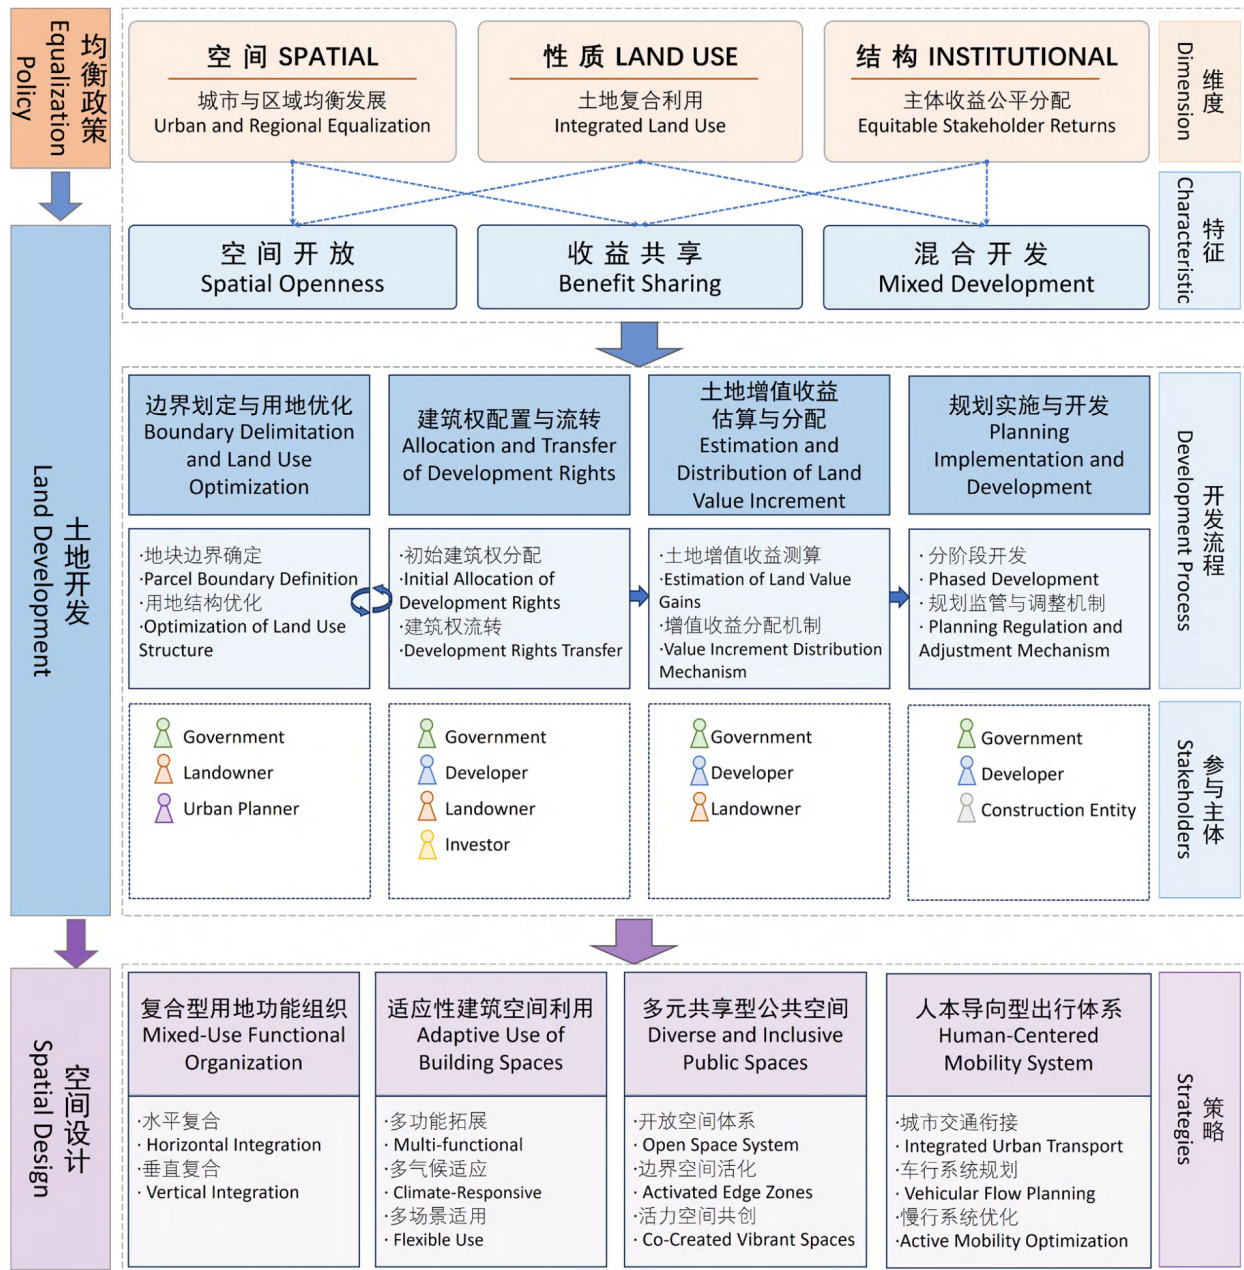 均衡政策
Equalization
Policy
空 间 SPATIAL
城市与区域均衡发展
Urban and Regional Equalization
性 质 LAND USE
土地复合利用
Integrated Land Use
结 构 INSTITUTIONAL
主体收益公平分配
Equitable Stakeholder Returns
维度
Dimension
空 间 开 放
Spatial Openness
收 益 共 享
Benefit Sharing
混 合 开 发
Mixed Development
特征
Characteristic
土地开发
Land Development
边界划定与用地优化
Boundary Delimitation
and Land Use
Optimization
建筑权配置与流转
Allocation and Transfer
of Development Rights
土地增值收益
估算与分配
Estimation and
Distribution of Land
Value Increment
规划实施与开发
Planning
Implementation and
Development
·地块边界确定
·Parcel Boundary Definition
·用地结构优化
·Optimization of Land Use
Structure
·初始建筑权分配
·Initial Allocation of
Development Rights
·建筑权流转
·Development Rights Transfer
·土地增值收益测算
·Estimation of Land Value
Gains
·增值收益分配机制
·Value Increment Distribution
Mechanism
·分阶段开发
·Phased Development
·规划监管与调整机制
·Planning Regulation and
Adjustment Mechanism
开发流程
Development Process
Government
Landowner
Urban Planner
Government
Developer
Landowner
Investor
Government
Developer
Landowner
Government
Developer
Construction Entity
参与主体
Stakeholders
空间设计
Spatial Design
复合型用地功能组织
Mixed-Use Functional
Organization
适应性建筑空间利用
Adaptive Use of
Building Spaces
多元共享型公共空间
Diverse and Inclusive
Public Spaces
人本导向型出行体系
Human-Centered
Mobility System
·水平复合
· Horizontal Integration
·垂直复合
· Vertical Integration
·多功能拓展
· Multi-functional
·多气候适应
· Climate-Responsive
·多场景适用
· Flexible Use
·开放空间体系
· Open Space System
·边界空间活化
· Activated Edge Zones
·活力空间共创
· Co-Created Vibrant Spaces
·城市交通衔接
· Integrated Urban Transport
·车行系统规划
· Vehicular Flow Planning
·慢行系统优化
·Active Mobility Optimization
策略
Strategies